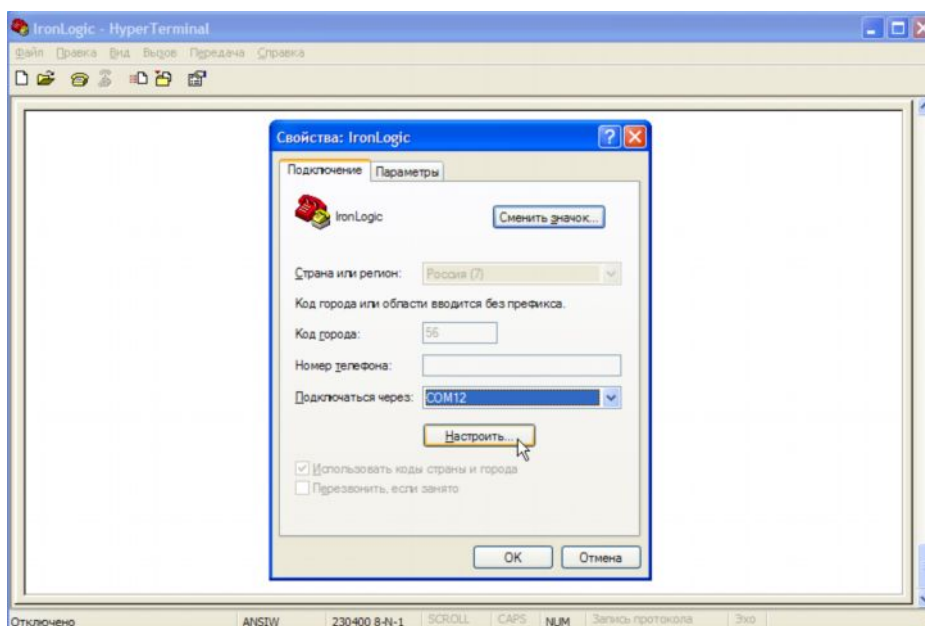 IronLogic - HyperTerminal
Файл Правка Вид Вызов Передача Справка
Свойства: IronLogic
Подключение Параметры
IronLogic Сменить значок...
Страна или регион: Россия (7)
Код города или области вводится без префикса.
Код города: 56
Номер телефона:
Подключаться через: COM12
Настроить...
Использовать коды страны и города
Перезвонить, если занято
OK Отмена
Отключено ANSIW 230400 8-N-1 SCROLL CAPS NUM Запись протокола Эхо